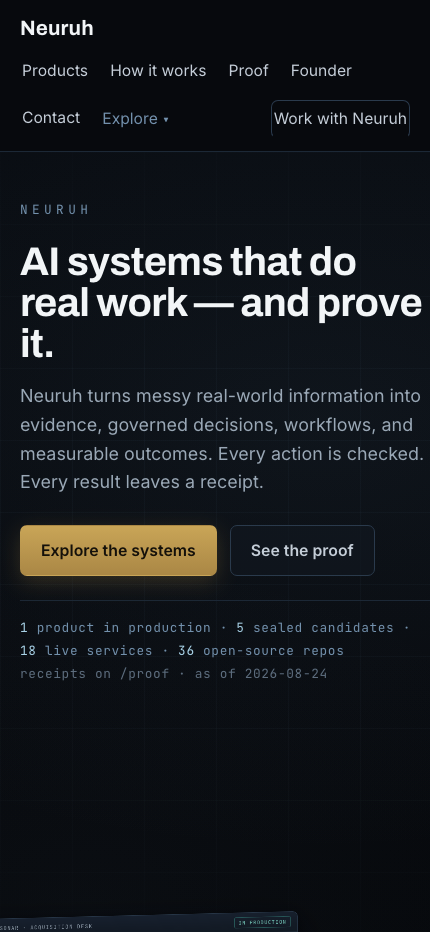 Neuruh
Products How it works Proof Founder
Contact Explore ▾ Work with Neuruh
NEURUH
AI systems that do
real work — and prove
it.
Neuruh turns messy real-world information into
evidence, governed decisions, workflows, and
measurable outcomes. Every action is checked.
Every result leaves a receipt.
Explore the systems See the proof
1 product in production · 5 sealed candidates ·
18 live services · 36 open-source repos
receipts on /proof · as of 2026-08-24
· ACQUISITION DESK IN PRODUCTION